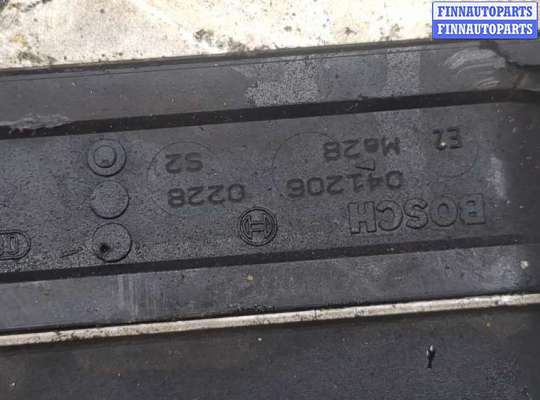 FINNAUTOPARTS
FINNAUTOPARTS
BOSCH
041206 0228
Mo28 S2
E2